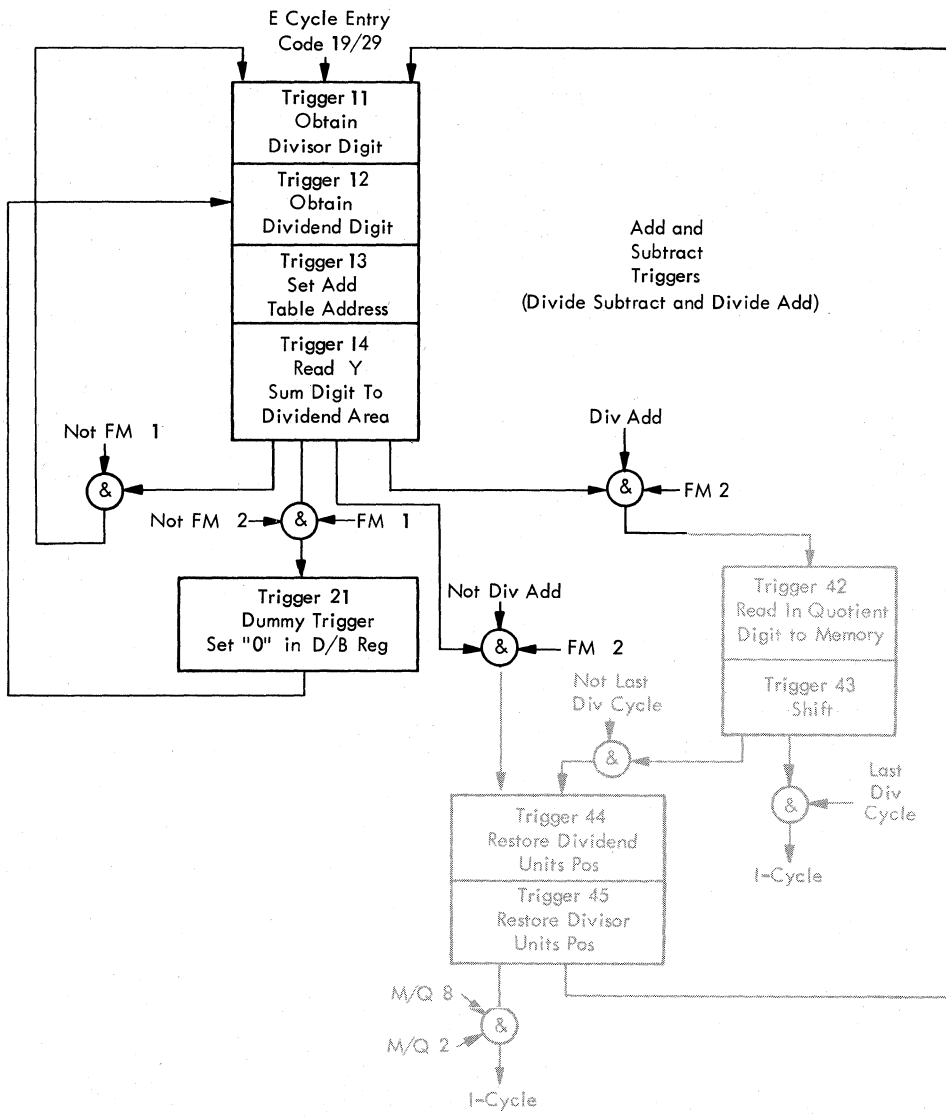 E Cycle Entry
Code 19/29
Trigger 11
Obtain
Divisor Digit
Trigger 12
Obtain
Dividend Digit
Trigger 13
Set Add
Table Address
Trigger 14
Read Y
Sum Digit To
Dividend Area
Add and
Subtract
Triggers
(Divide Subtract and Divide Add)
Not FM 1
&
Not FM 2
&
FM 1
Div Add
&
FM 2
Trigger 21
Dummy Trigger
Set "0" in D/B Reg
Not Div Add
&
FM 2
Trigger 42
Read In Quotient
Digit to Memory
Trigger 43
Shift
Not Last
Div Cycle
&
Last
Div
Cycle
&
I-Cycle
Trigger 44
Restore Dividend
Units Pos
Trigger 45
Restore Divisor
Units Pos
M/Q 8
&
M/Q 2
I-Cycle